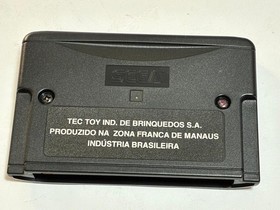 TEC TOY IND. DE BRINQUEDOS S.A.
PRODUZIDO NA ZONA FRANCA DE MANAUS
INDÚSTRIA BRASILEIRA